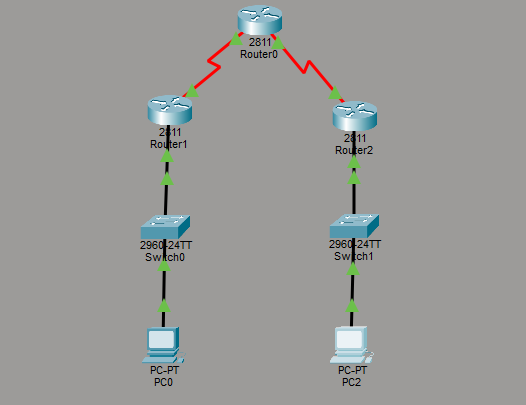 2811
Router0
2811
Router1
2811
Router2
2960-24TT
Switch0
2960-24TT
Switch1
PC-PT
PC0
PC-PT
PC2